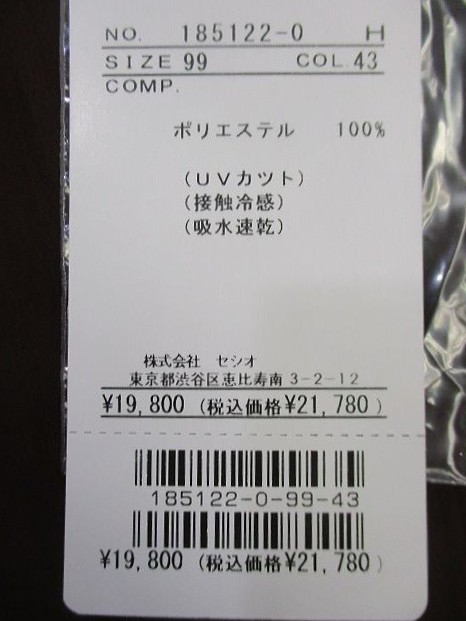 NO. 185122-0 H
SIZE 99 COL.43
COMP.
ポリエステル 100%
(UVカツト)
(接触冷感)
(吸水速乾)
株式会社 セシオ
東京都渋谷区恵比寿南3-2-12
¥19,800 (税込価格¥21,780)
185122-0-99-43
¥19,800 (税込価格¥21,780)